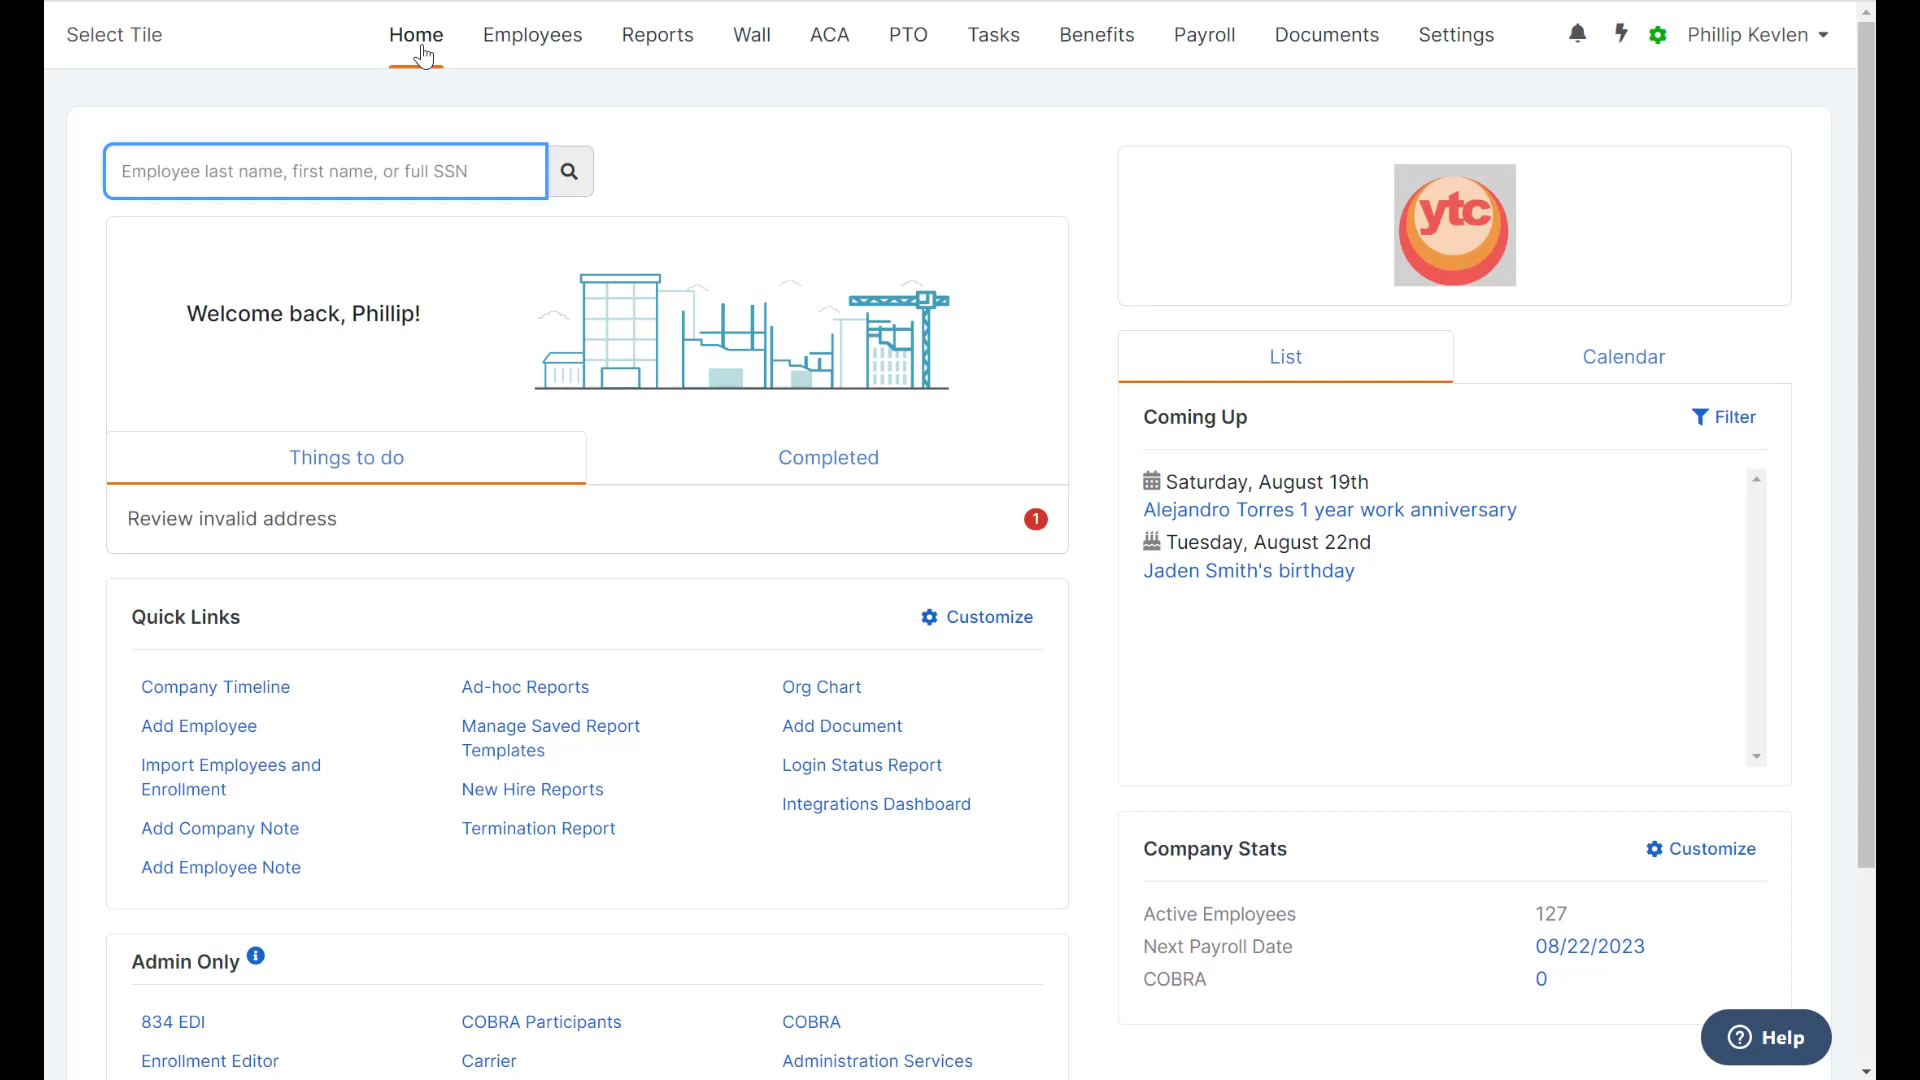 Select Tile
Home
Employees
Reports
Wall
ACA
PTO
Tasks
Benefits
Payroll
Documents
Settings
Phillip Kevlen
Employee last name, first name, or full SSN
ytc
Welcome back, Phillip!
Things to do
Completed
Review invalid address
1
List
Calendar
Coming Up
Filter
Saturday, August 19th
Alejandro Torres 1 year work anniversary
Tuesday, August 22nd
Jaden Smith's birthday
Quick Links
Customize
Company Timeline
Add Employee
Import Employees and
Enrollment
Add Company Note
Add Employee Note
Ad-hoc Reports
Manage Saved Report
Templates
New Hire Reports
Termination Report
Org Chart
Add Document
Login Status Report
Integrations Dashboard
Company Stats
Customize
Active Employees 127
Next Payroll Date 08/22/2023
COBRA 0
Admin Only
834 EDI
Enrollment Editor
COBRA Participants
Carrier
COBRA
Administration Services
Help